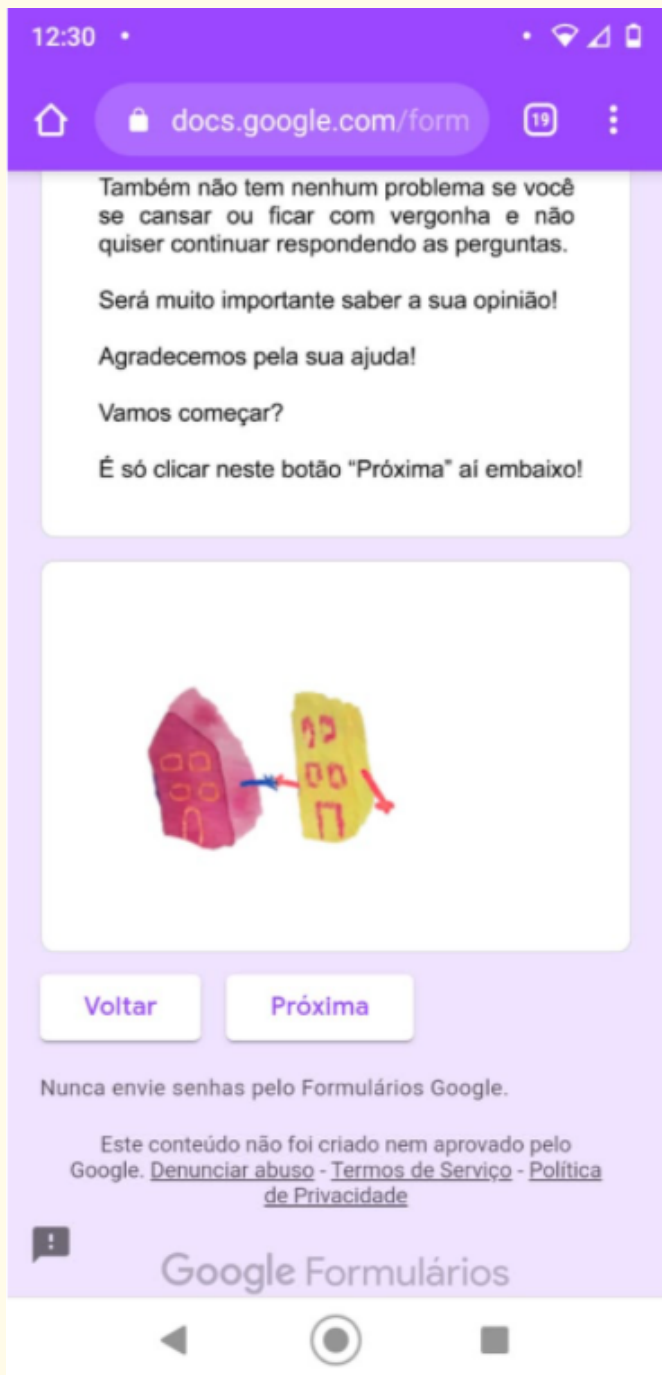 12:30
docs.google.com/form
19
Também não tem nenhum problema se você
se cansar ou ficar com vergonha e não
quiser continuar respondendo as perguntas.
Será muito importante saber a sua opinião!
Agradecemos pela sua ajuda!
Vamos começar?
É só clicar neste botão “Próxima” aí embaixo!
Voltar
Próxima
Nunca envie senhas pelo Formulários Google.
Este conteúdo não foi criado nem aprovado pelo
Google. Denunciar abuso - Termos de Serviço - Política
de Privacidade
Google Formulários